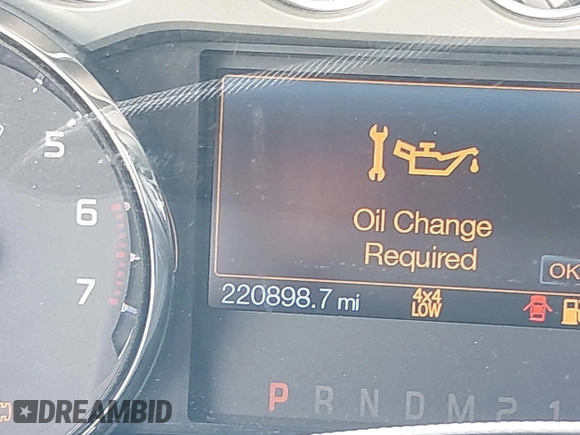 5
6
7
Oil Change
Required
OK
220898.7 mi
4x4
LOW
P R N D M 2 1
DREAMBID